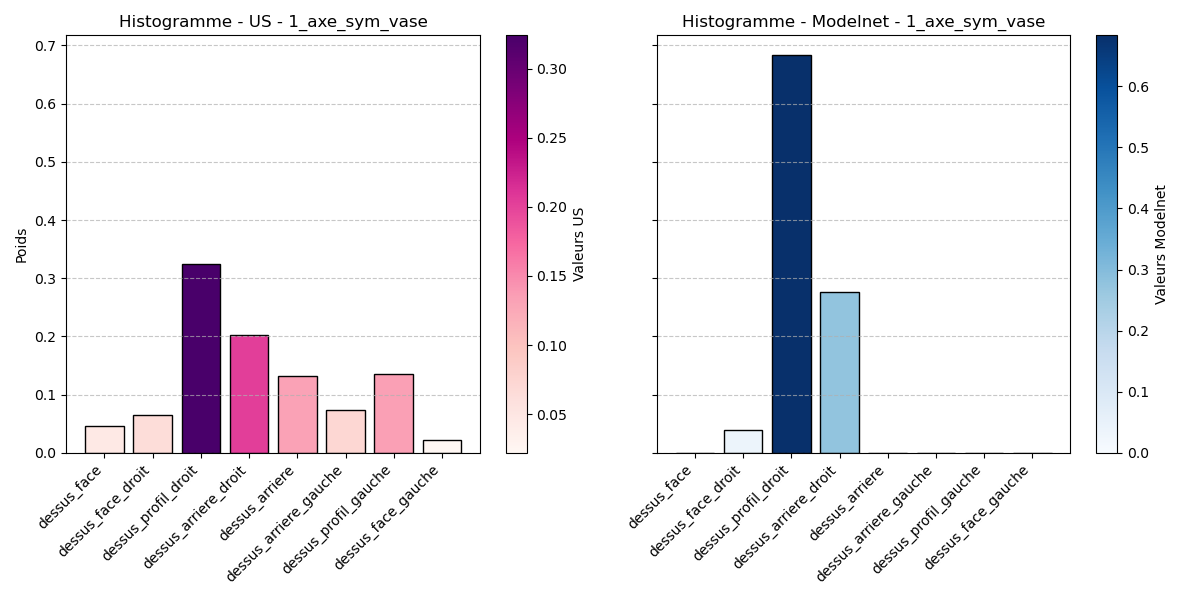 Histogramme - US - 1_axe_sym_vase
Poids
0.7
0.6
0.5
0.4
0.3
0.2
0.1
0.0
dessus_face
dessus_face_droit
dessus_profil_droit
dessus_arriere_droit
dessus_arriere
dessus_arriere_gauche
dessus_profil_gauche
dessus_face_gauche
0.30
0.25
0.20
0.15
0.10
0.05
Valeurs US
Histogramme - Modelnet - 1_axe_sym_vase
dessus_face
dessus_face_droit
dessus_profil_droit
dessus_arriere_droit
dessus_arriere
dessus_arriere_gauche
dessus_profil_gauche
dessus_face_gauche
0.6
0.5
0.4
0.3
0.2
0.1
0.0
Valeurs Modelnet